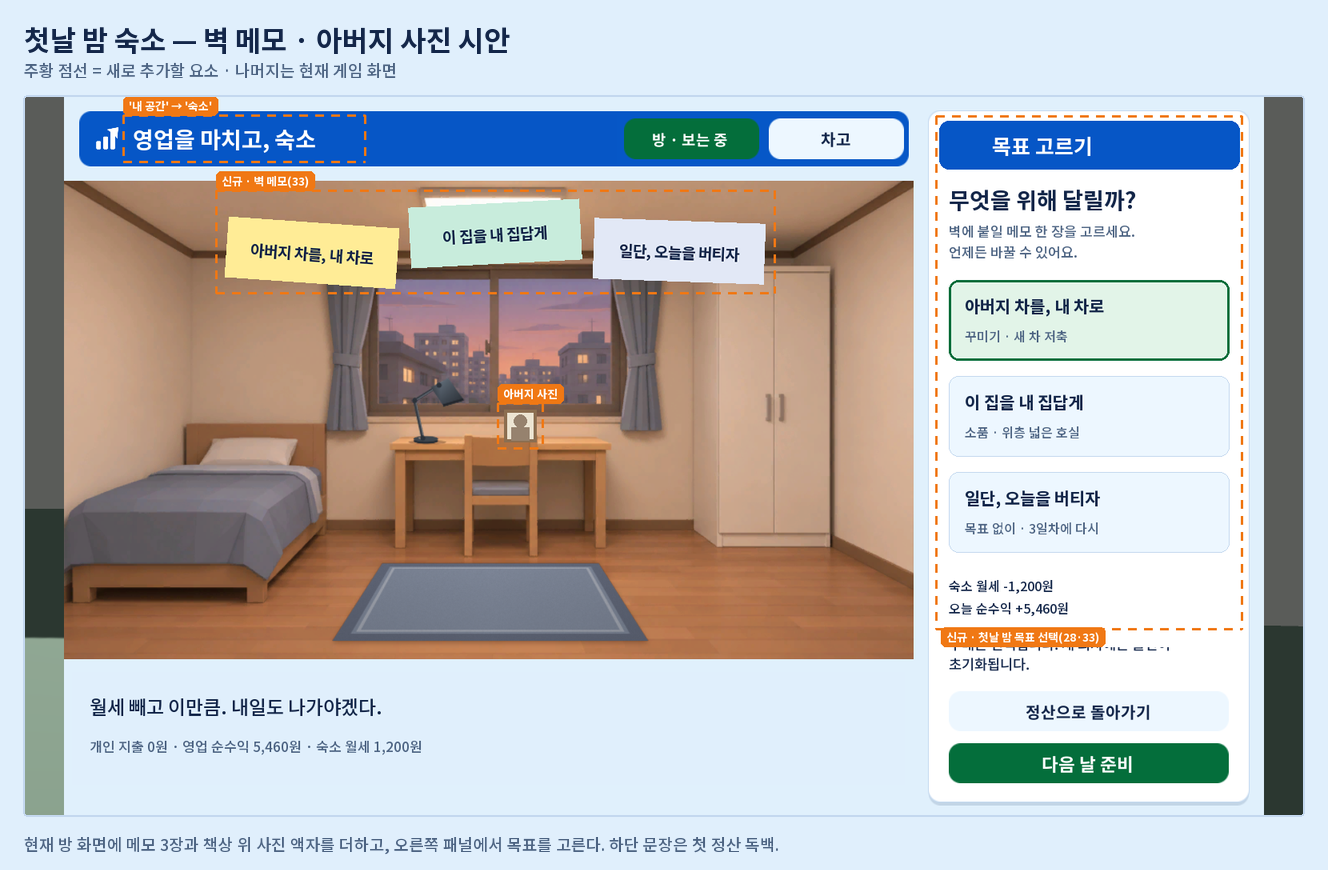 첫날 밤 숙소 — 벽 메모 · 아버지 사진 시안
주황 점선 = 새로 추가할 요소 · 나머지는 현재 게임 화면
'내 공간' → '숙소'
영업을 마치고, 숙소
방 · 보는 중
차고
신규 · 벽 메모(33)
아버지 차를, 내 차로
이 집을 내 집답게
일단, 오늘을 버티자
아버지 사진
월세 빼고 이만큼. 내일도 나가야겠다.
개인 지출 0원 · 영업 순수익 5,460원 · 숙소 월세 1,200원
목표 고르기
무엇을 위해 달릴까?
벽에 붙일 메모 한 장을 고르세요.
언제든 바꿀 수 있어요.
아버지 차를, 내 차로
꾸미기 · 새 차 저축
이 집을 내 집답게
소품 · 위층 넓은 호실
일단, 오늘을 버티자
목표 없이 · 3일차에 다시
숙소 월세 -1,200원
오늘 순수익 +5,460원
신규 · 첫날 밤 목표 선택(28·33)
초기화됩니다.
정산으로 돌아가기
다음 날 준비
현재 방 화면에 메모 3장과 책상 위 사진 액자를 더하고, 오른쪽 패널에서 목표를 고른다. 하단 문장은 첫 정산 독백.